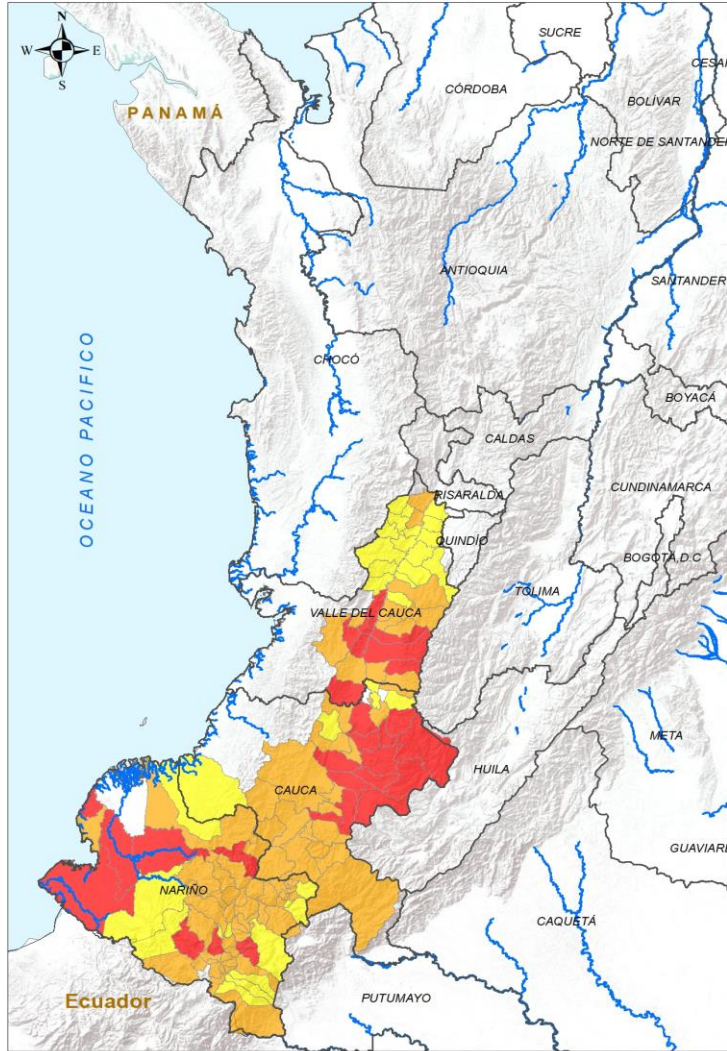 N
W E
S
SUCRE
CESAR
CÓRDOBA
BOLÍVAR
PANAMÁ
NORTE DE SANTANDER
ANTIOQUIA
SANTANDER
OCEANO PACIFICO
CHOCÓ
BOYACÁ
CALDAS
CUNDINAMARCA
RISARALDA
QUINDÍO
BOGOTÁ, D.C
TOLIMA
VALLE DEL CAUCA
META
HUILA
CAUCA
GUAVIARE
NARIÑO
CAQUETÁ
Ecuador
PUTUMAYO